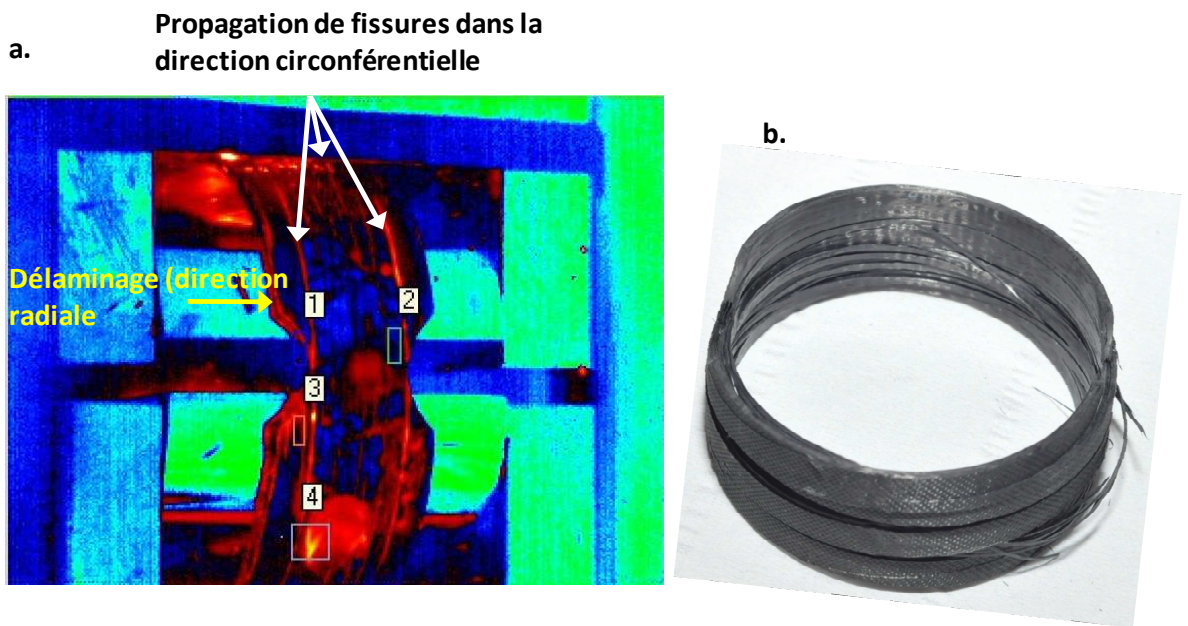 Propagation de fissures dans la
direction circonférentielle
a.
b.
Délaminage (direction
radiale
1
2
3
4